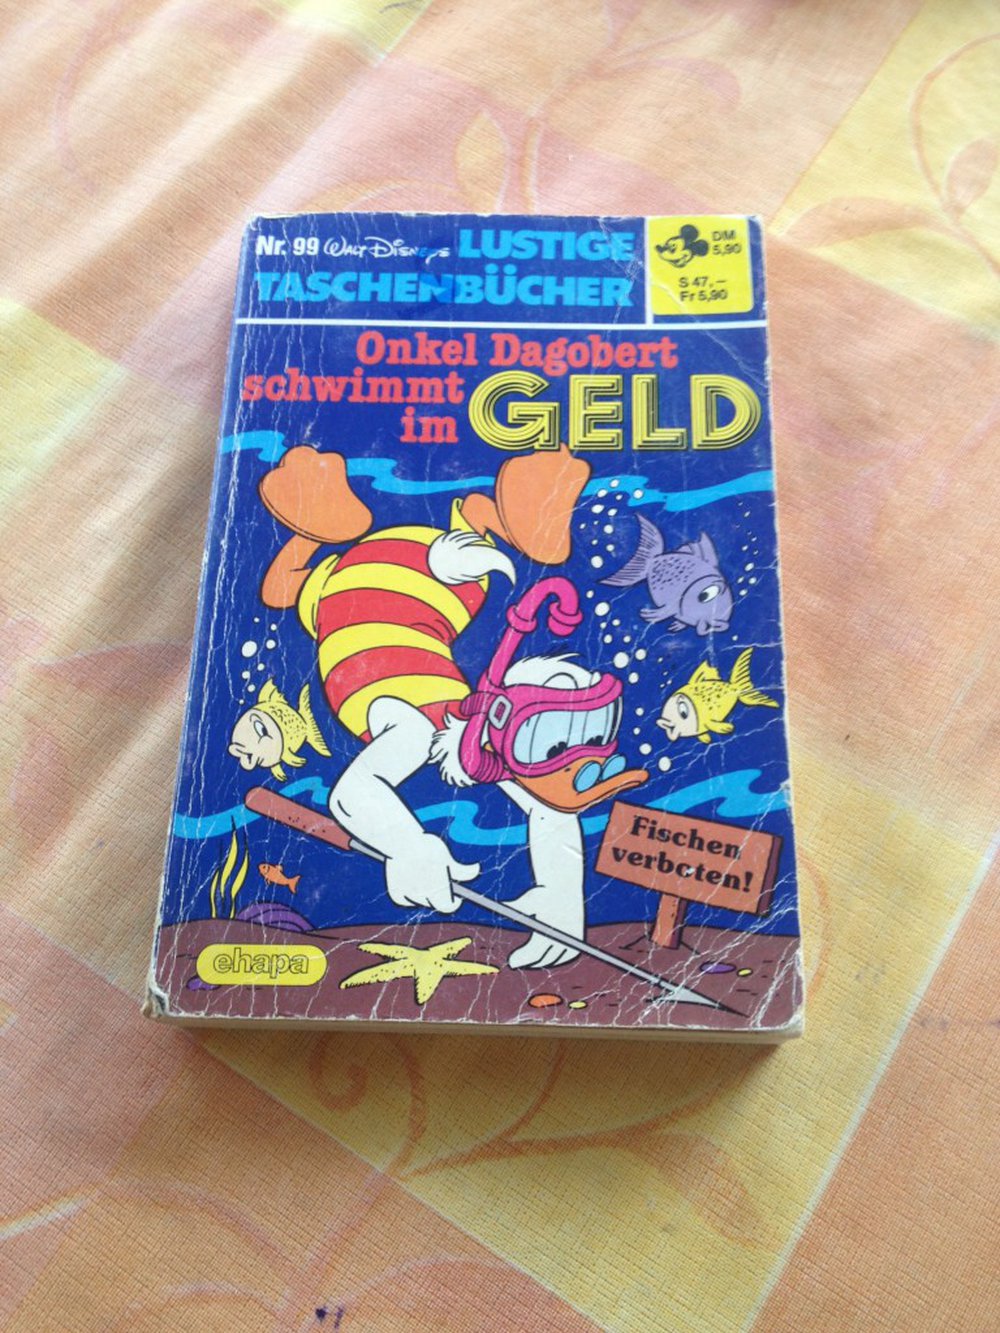 Nr. 99 Walt Disneys LUSTIGE
TASCHENBÜCHER
DM
5,90
S 47,–
Fr 5,90
Onkel Dagobert
schwimmt
im GELD
Fischen
verboten!
ehapa